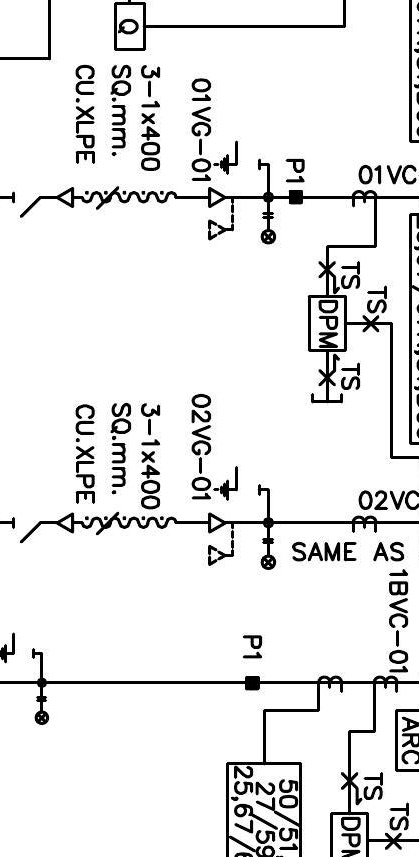 Q
01VG-01
3-1x400
SQ.mm.
CU.XLPE
P1
01VC
TS
TS
DPM
TS
02VG-01
3-1x400
SQ.mm.
CU.XLPE
02VC
SAME AS
1BVC-01
P1
ARC
TS
TS
50/51
27/59
25,67/6